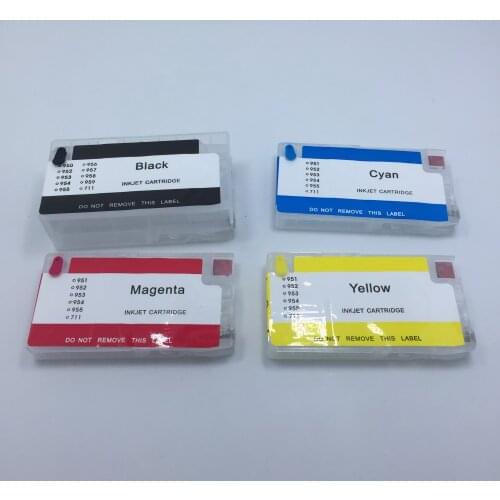 950 956
952 957
953 958
954 959
955 711
Black
INKJET CARTRIDGE
DO NOT REMOVE THIS LABEL
951
952
953
954
955
711
Cyan
INKJET CARTRIDGE
DO NOT REMOVE THIS LABEL
951
952
953
954
955
711
Magenta
INKJET CARTRIDGE
DO NOT REMOVE THIS LABEL
951
952
953
954
Yellow
INKJET CARTRIDGE
DO NOT REMOVE THIS LABEL